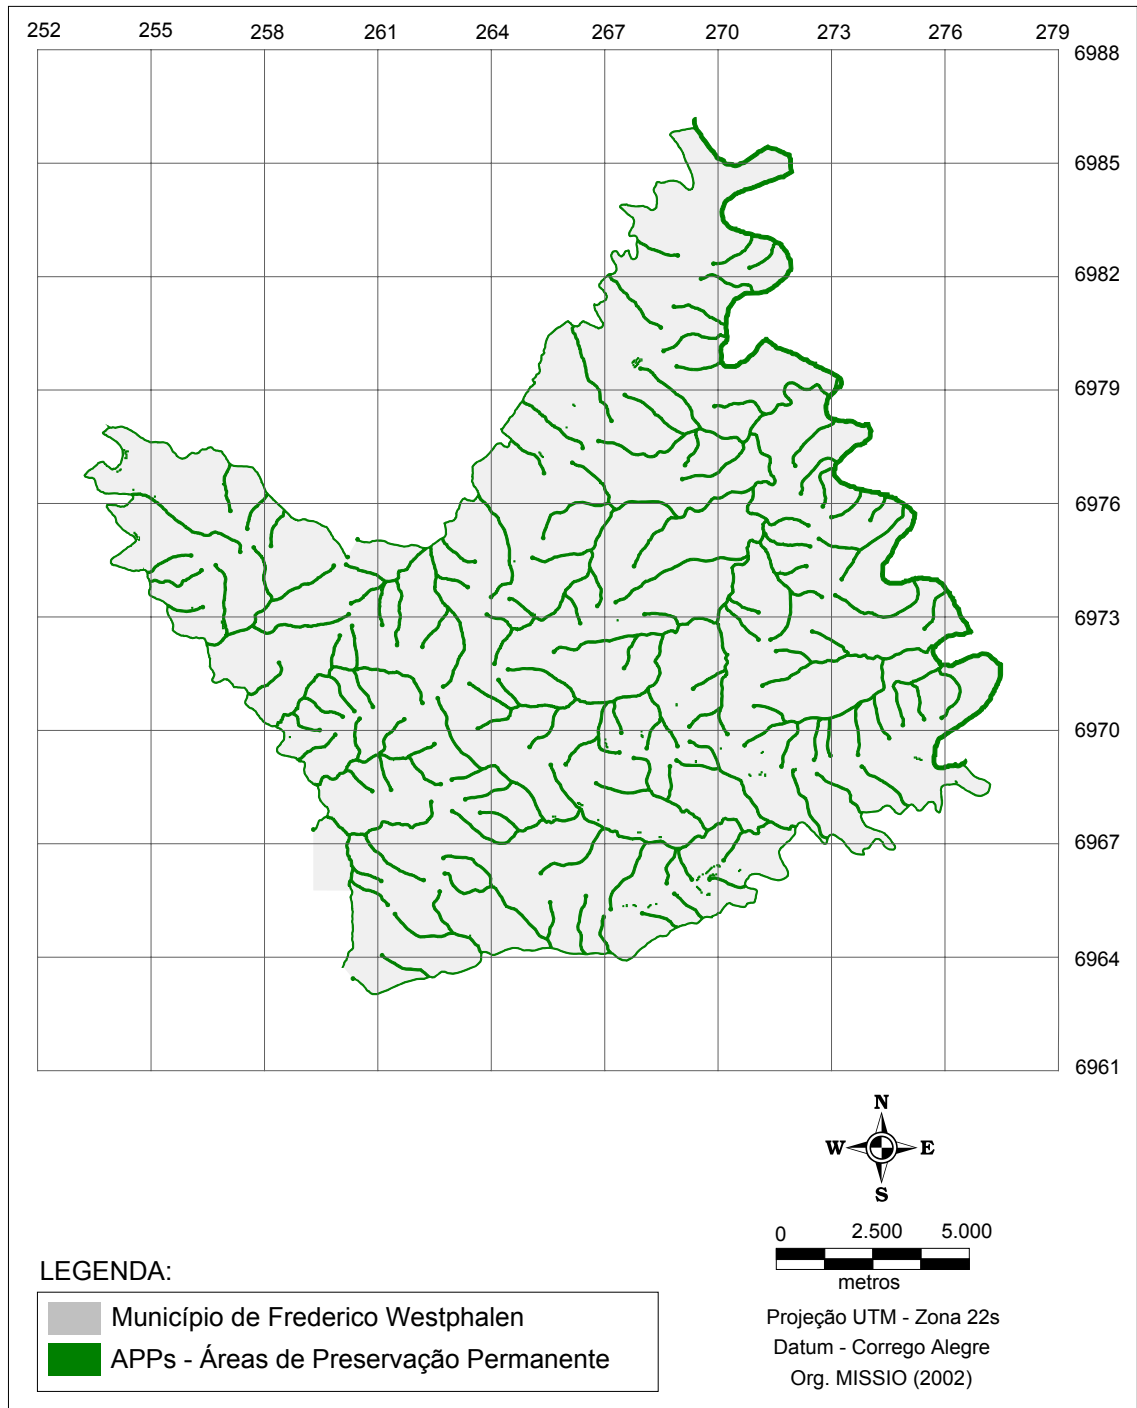 252 255 258 261 264 267 270 273 276 279
6988
6985
6982
6979
6976
6973
6970
6967
6964
6961
N
W E
S
0 2.500 5.000
metros
Projeção UTM - Zona 22s
Datum - Corrego Alegre
Org. MISSIO (2002)
LEGENDA:
Município de Frederico Westphalen
APPs - Áreas de Preservação Permanente